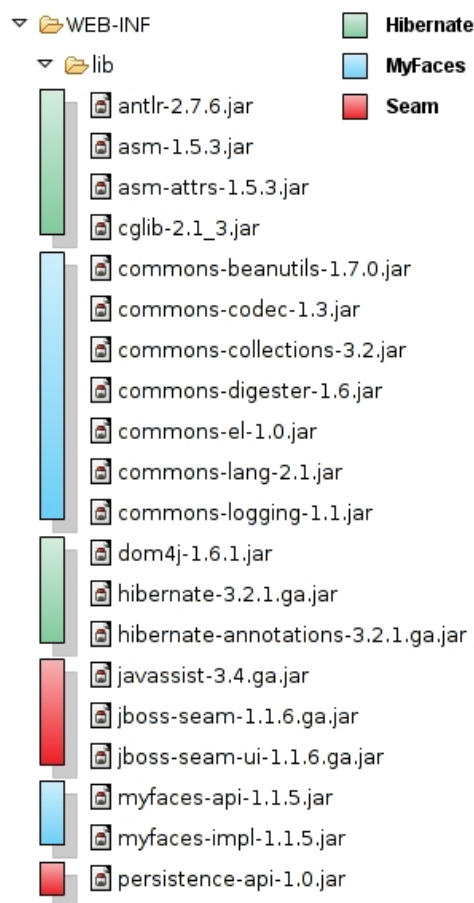 WEB-INF
Hibernate
lib
MyFaces
antlr-2.7.6.jar
Seam
asm-1.5.3.jar
asm-attrs-1.5.3.jar
cglib-2.1_3.jar
commons-beanutils-1.7.0.jar
commons-codec-1.3.jar
commons-collections-3.2.jar
commons-digester-1.6.jar
commons-el-1.0.jar
commons-lang-2.1.jar
commons-logging-1.1.jar
dom4j-1.6.1.jar
hibernate-3.2.1.ga.jar
hibernate-annotations-3.2.1.ga.jar
javassist-3.4.ga.jar
jboss-seam-1.1.6.ga.jar
jboss-seam-ui-1.1.6.ga.jar
myfaces-api-1.1.5.jar
myfaces-impl-1.1.5.jar
persistence-api-1.0.jar